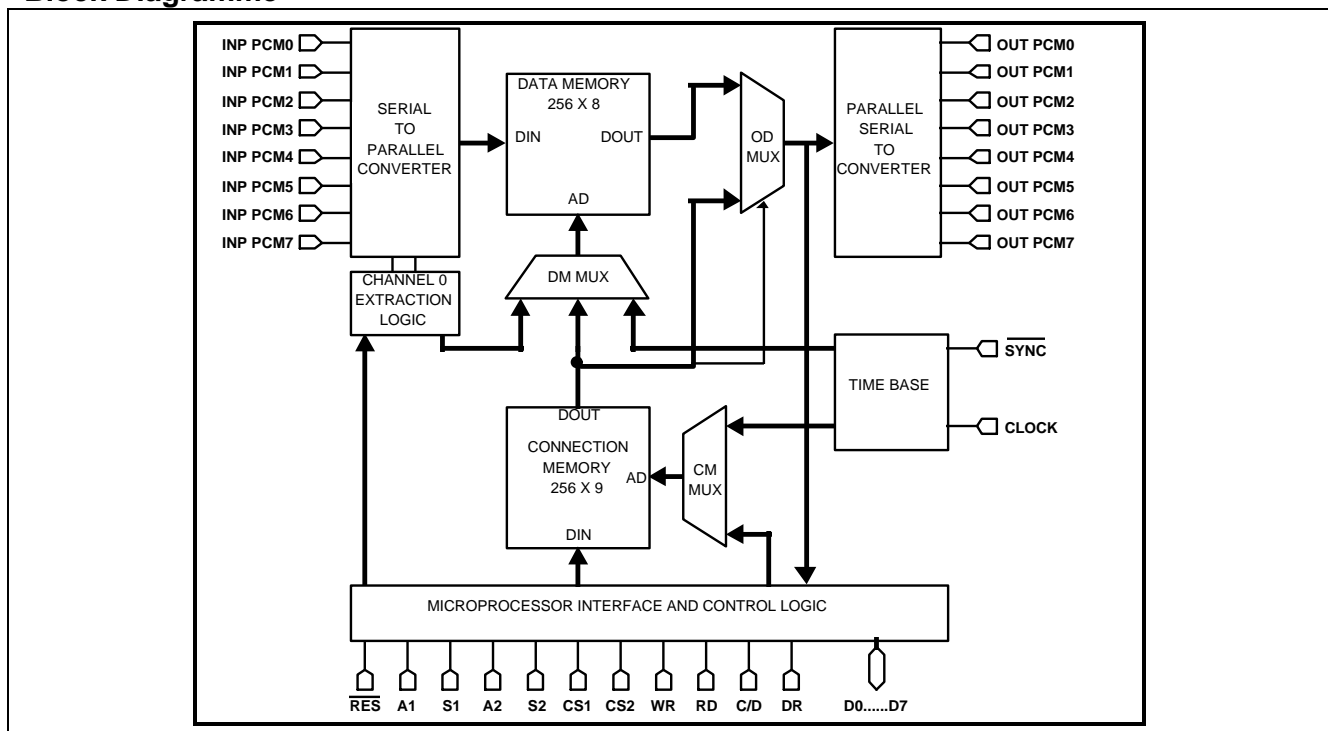 INP PCM0
INP PCM1
INP PCM2
INP PCM3
INP PCM4
INP PCM5
INP PCM6
INP PCM7
SERIAL
TO
PARALLEL
CONVERTER
CHANNEL 0
EXTRACTION
LOGIC
DATA MEMORY
256 X 8
DIN
DOUT
AD
DM MUX
OD
MUX
PARALLEL
SERIAL
TO
CONVERTER
OUT PCM0
OUT PCM1
OUT PCM2
OUT PCM3
OUT PCM4
OUT PCM5
OUT PCM6
OUT PCM7
TIME BASE
SYNC
CLOCK
DOUT
CONNECTION
MEMORY
256 X 9
AD
DIN
CM
MUX
MICROPROCESSOR INTERFACE AND CONTROL LOGIC
RES A1 S1 A2 S2 CS1 CS2 WR RD C/D DR D0......D7